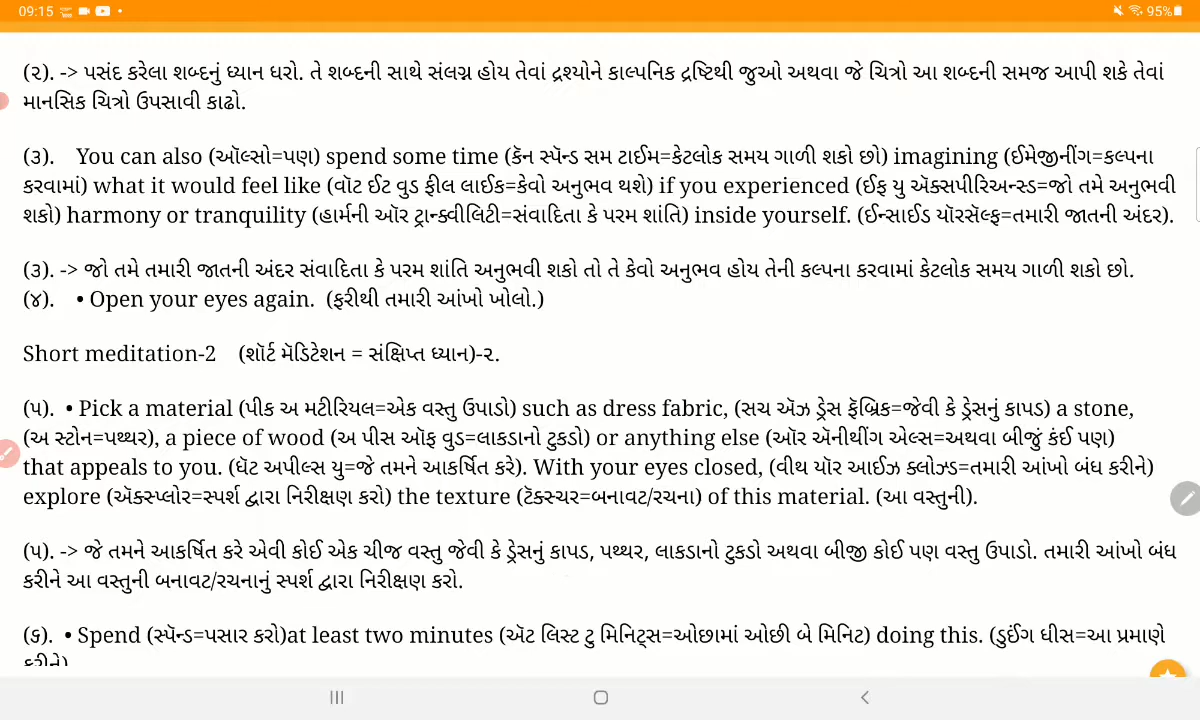 09:15
95%
(૨). -> પસંદ કરેલા શબ્દનું ધ્યાન ધરો. તે શબ્દની સાથે સંલગ્ન હોય તેવાં દ્રશ્યોને કાલ્પનિક દ્રષ્ટિથી જુઓ અથવા જે ચિત્રો આ શબ્દની સમજ આપી શકે તેવાં
માનસિક ચિત્રો ઉપસાવી કાઢો.
(૩). You can also (ઑલ્સો=પણ) spend some time (કૅન સ્પૅન્ડ સમ ટાઈમ=કેટલોક સમય ગાળી શકો છો) imagining (ઈમેજીનીંગ=કલ્પના
કરવામાં) what it would feel like (વૉટ ઈટ વુડ ફીલ લાઈક=કેવો અનુભવ થશે) if you experienced (ઈફ યુ ઍક્સપીરિઅન્સ્ડ=જો તમે અનુભવી
શકો) harmony or tranquility (હાર્મની ઑર ટ્રાન્ક્વીલિટી=સંવાદિતા કે પરમ શાંતિ) inside yourself. (ઈન્સાઈડ યૉરસૅલ્ફ=તમારી જાતની અંદર).
(૩). -> જો તમે તમારી જાતની અંદર સંવાદિતા કે પરમ શાંતિ અનુભવી શકો તો તે કેવો અનુભવ હોય તેની કલ્પના કરવામાં કેટલોક સમય ગાળી શકો છો.
(૪). • Open your eyes again. (ફરીથી તમારી આંખો ખોલો.)
Short meditation-2 (શૉર્ટ મૅડિટેશન = સંક્ષિપ્ત ધ્યાન)-૨.
(૫). • Pick a material (પીક અ મટીરિયલ=એક વસ્તુ ઉપાડો) such as dress fabric, (સચ ઍઝ ડ્રેસ ફૅબ્રિક=જેવી કે ડ્રેસનું કાપડ) a stone,
(અ સ્ટોન=પથ્થર), a piece of wood (અ પીસ ઑફ વુડ=લાકડાનો ટુકડો) or anything else (ઑર ઍનીથીંગ એલ્સ=અથવા બીજું કંઈ પણ)
that appeals to you. (ધૅટ અપીલ્સ યુ=જે તમને આકર્ષિત કરે). With your eyes closed, (વીથ યૉર આઈઝ ક્લોઝ્ડ=તમારી આંખો બંધ કરીને)
explore (ઍક્સ્પ્લોર=સ્પર્શ દ્વારા નિરીક્ષણ કરો) the texture (ટૅક્સ્ચર=બનાવટ/રચના) of this material. (આ વસ્તુની).
(૫). -> જે તમને આકર્ષિત કરે એવી કોઈ એક ચીજ વસ્તુ જેવી કે ડ્રેસનું કાપડ, પથ્થર, લાકડાનો ટુકડો અથવા બીજી કોઈ પણ વસ્તુ ઉપાડો. તમારી આંખો બંધ
કરીને આ વસ્તુની બનાવટ/રચનાનું સ્પર્શ દ્વારા નિરીક્ષણ કરો.
(૬). • Spend (સ્પૅન્ડ=પસાર કરો)at least two minutes (ઍટ લિસ્ટ ટુ મિનિટ્સ=ઓછામાં ઓછી બે મિનિટ) doing this. (ડુઈંગ ધીસ=આ પ્રમાણે
કરીને)